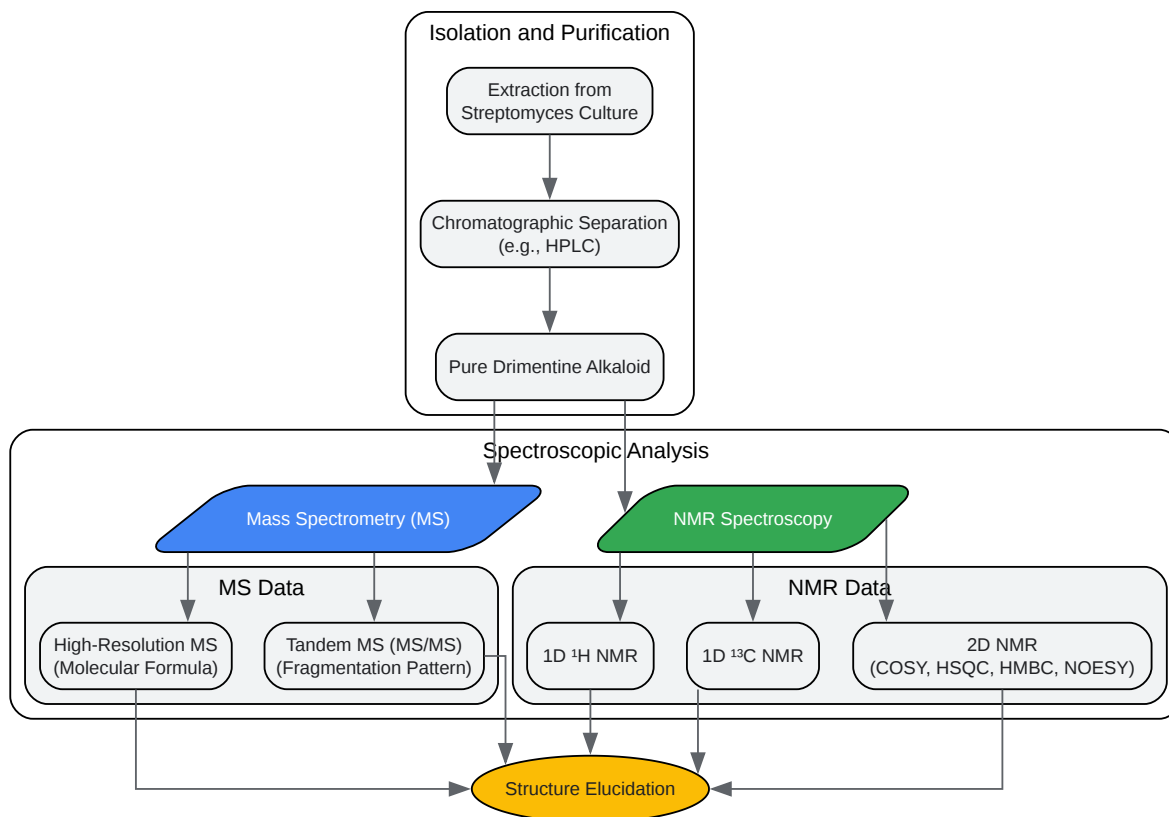 Isolation and Purification
Extraction from
Streptomyces Culture
Chromatographic Separation
(e.g., HPLC)
Pure Drimentine Alkaloid
Spectroscopic Analysis
Mass Spectrometry (MS)
NMR Spectroscopy
MS Data
NMR Data
High-Resolution MS
(Molecular Formula)
Tandem MS (MS/MS)
(Fragmentation Pattern)
1D ¹H NMR
1D ¹³C NMR
2D NMR
(COSY, HSQC, HMBC, NOESY)
Structure Elucidation